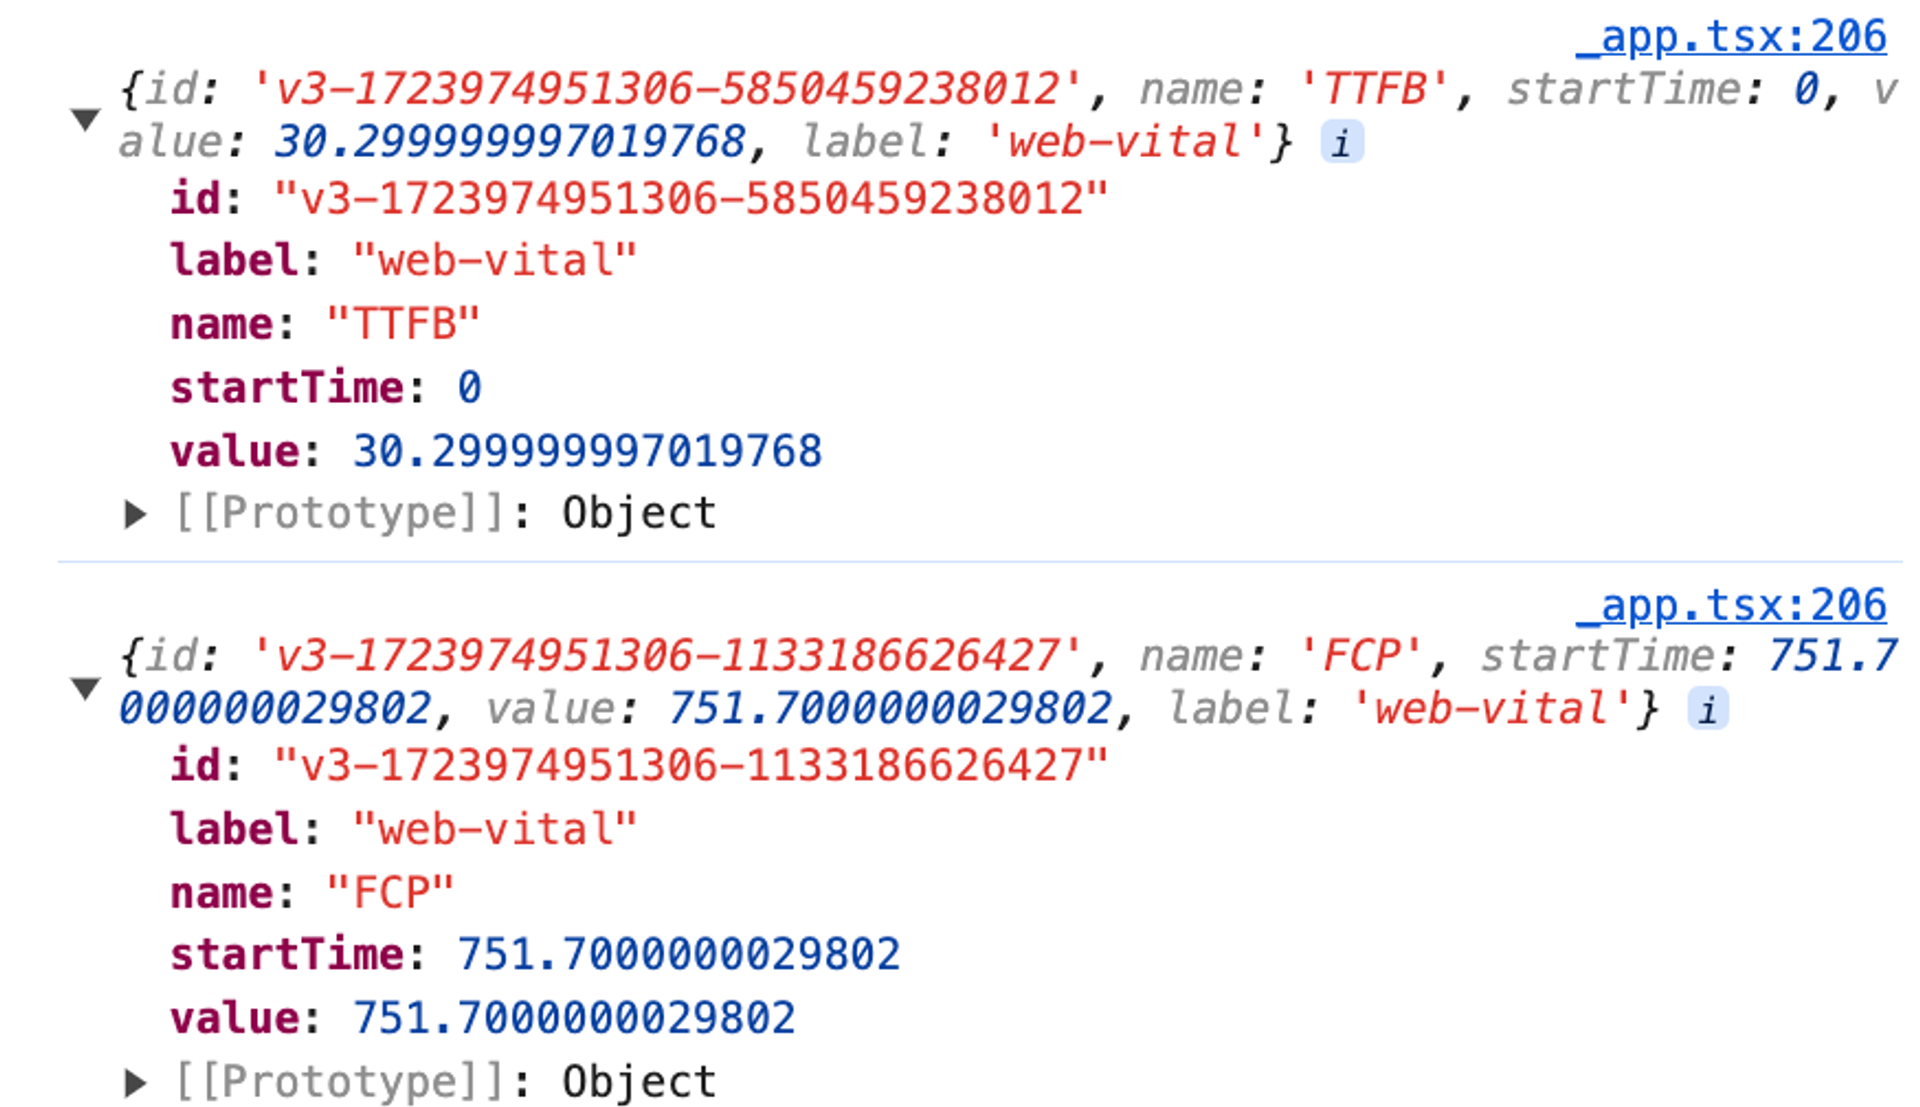 _app.tsx:206
{id: 'v3-1723974951306-5850459238012', name: 'TTFB', startTime: 0, v
alue: 30.299999997019768, label: 'web-vital'} i
id: "v3-1723974951306-5850459238012"
label: "web-vital"
name: "TTFB"
startTime: 0
value: 30.299999997019768
[[Prototype]]: Object
_app.tsx:206
{id: 'v3-1723974951306-1133186626427', name: 'FCP', startTime: 751.7
000000029802, value: 751.7000000029802, label: 'web-vital'} i
id: "v3-1723974951306-1133186626427"
label: "web-vital"
name: "FCP"
startTime: 751.7000000029802
value: 751.7000000029802
[[Prototype]]: Object